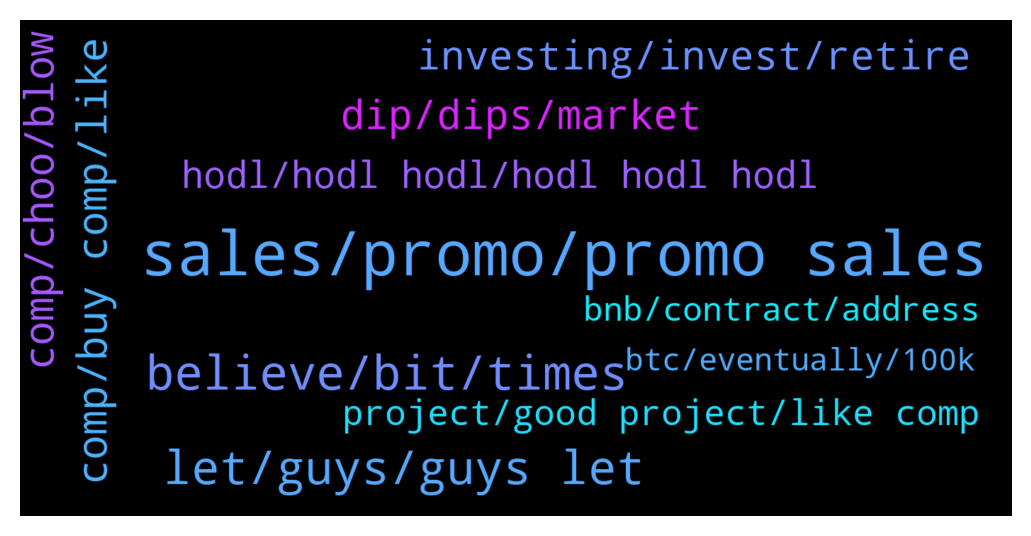 comp/choo/blow
comp/buy comp/like
investing/invest/retire
dip/dips/market
hodl/hodl hodl/hodl hodl hodl
sales/promo/promo sales
bnb/contract/address
believe/bit/times
btc/eventually/100k
project/good project/like comp
let/guys/guys let